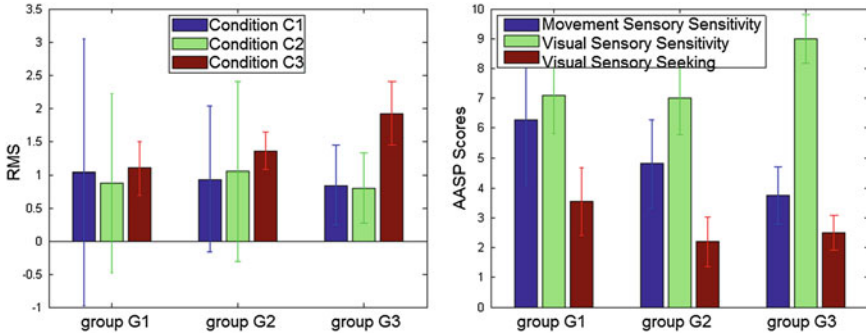 3.5
3
2.5
2
1.5
1
0.5
0
-0.5
-1
RMS
Condition C1
Condition C2
Condition C3
group G1 group G2 group G3
10
9
8
7
6
5
4
3
2
1
0
AASP Scores
Movement Sensory Sensitivity
Visual Sensory Sensitivity
Visual Sensory Seeking
group G1 group G2 group G3